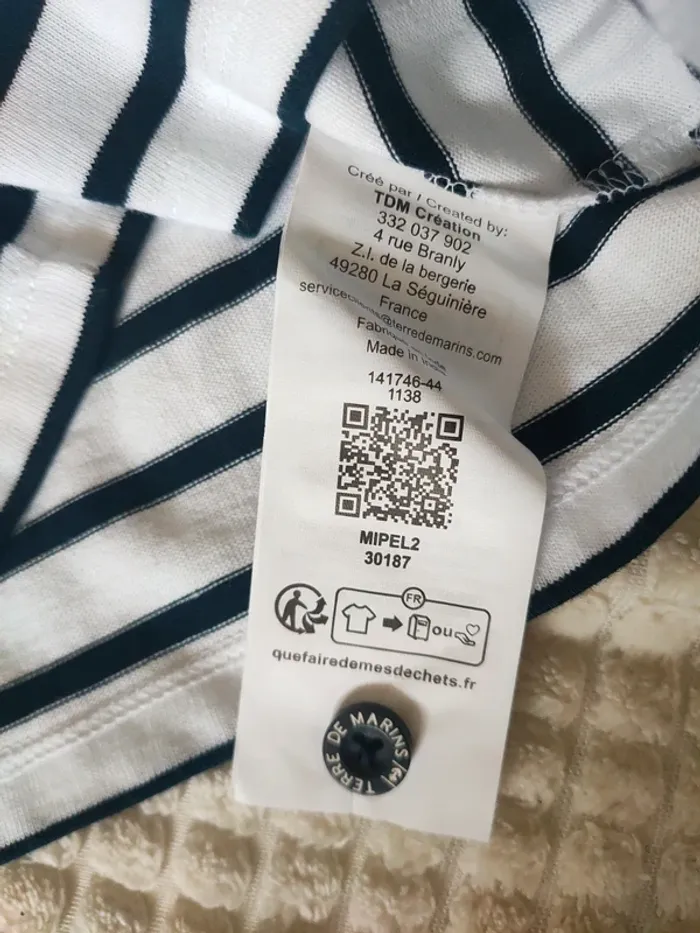 Créé par / Created by:
TDM Création
332 037 902
4 rue Branly
Z.I. de la bergerie
49280 La Séguinière
France
serviceclients@terredemarins.com
Made in
141746-44
1138
MIPEL2
30187
FR
ou
quefairedemesdechets.fr
TERRE DE MARINS